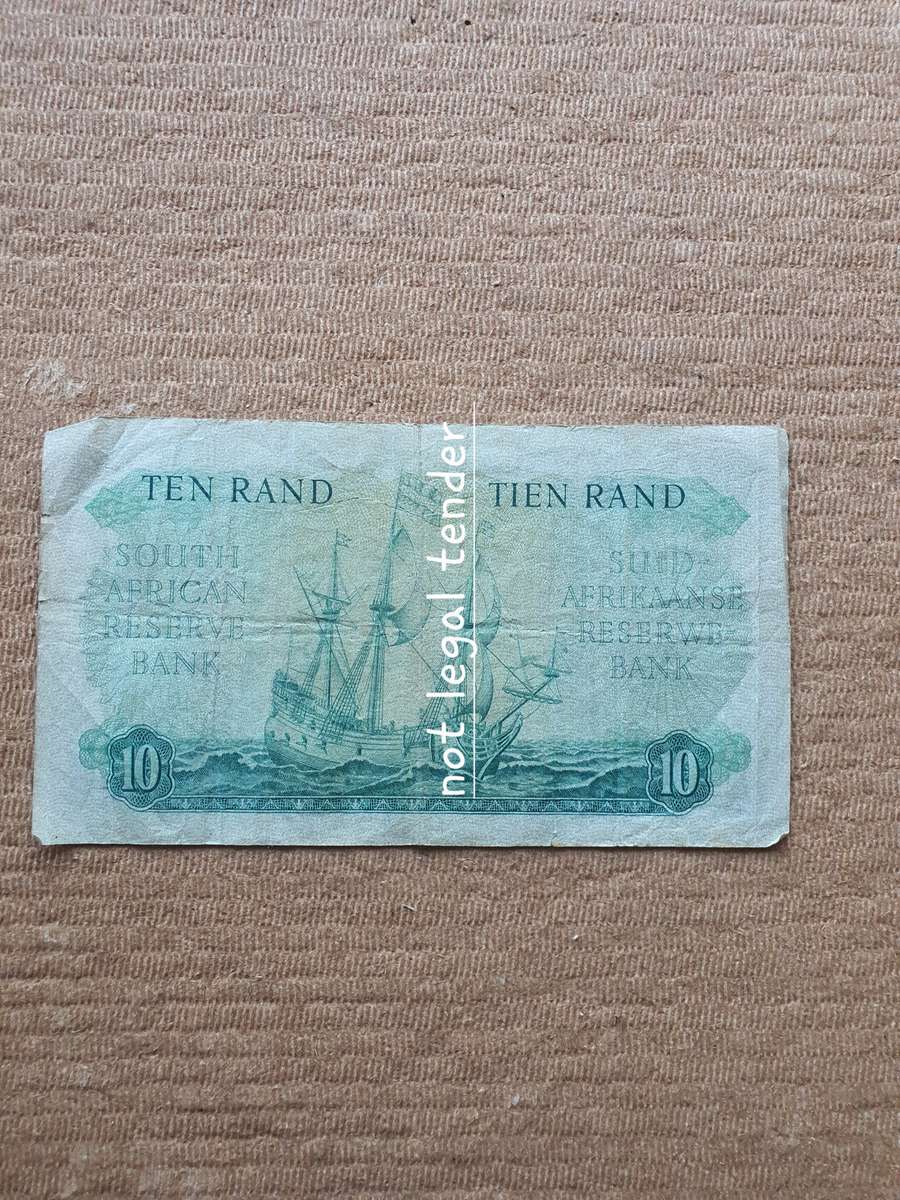 TEN RAND
TIEN RAND
SOUTH
AFRICAN
RESERVE
BANK
SUID-
AFRIKAANSE
RESERWE-
BANK
10
10
not legal tender